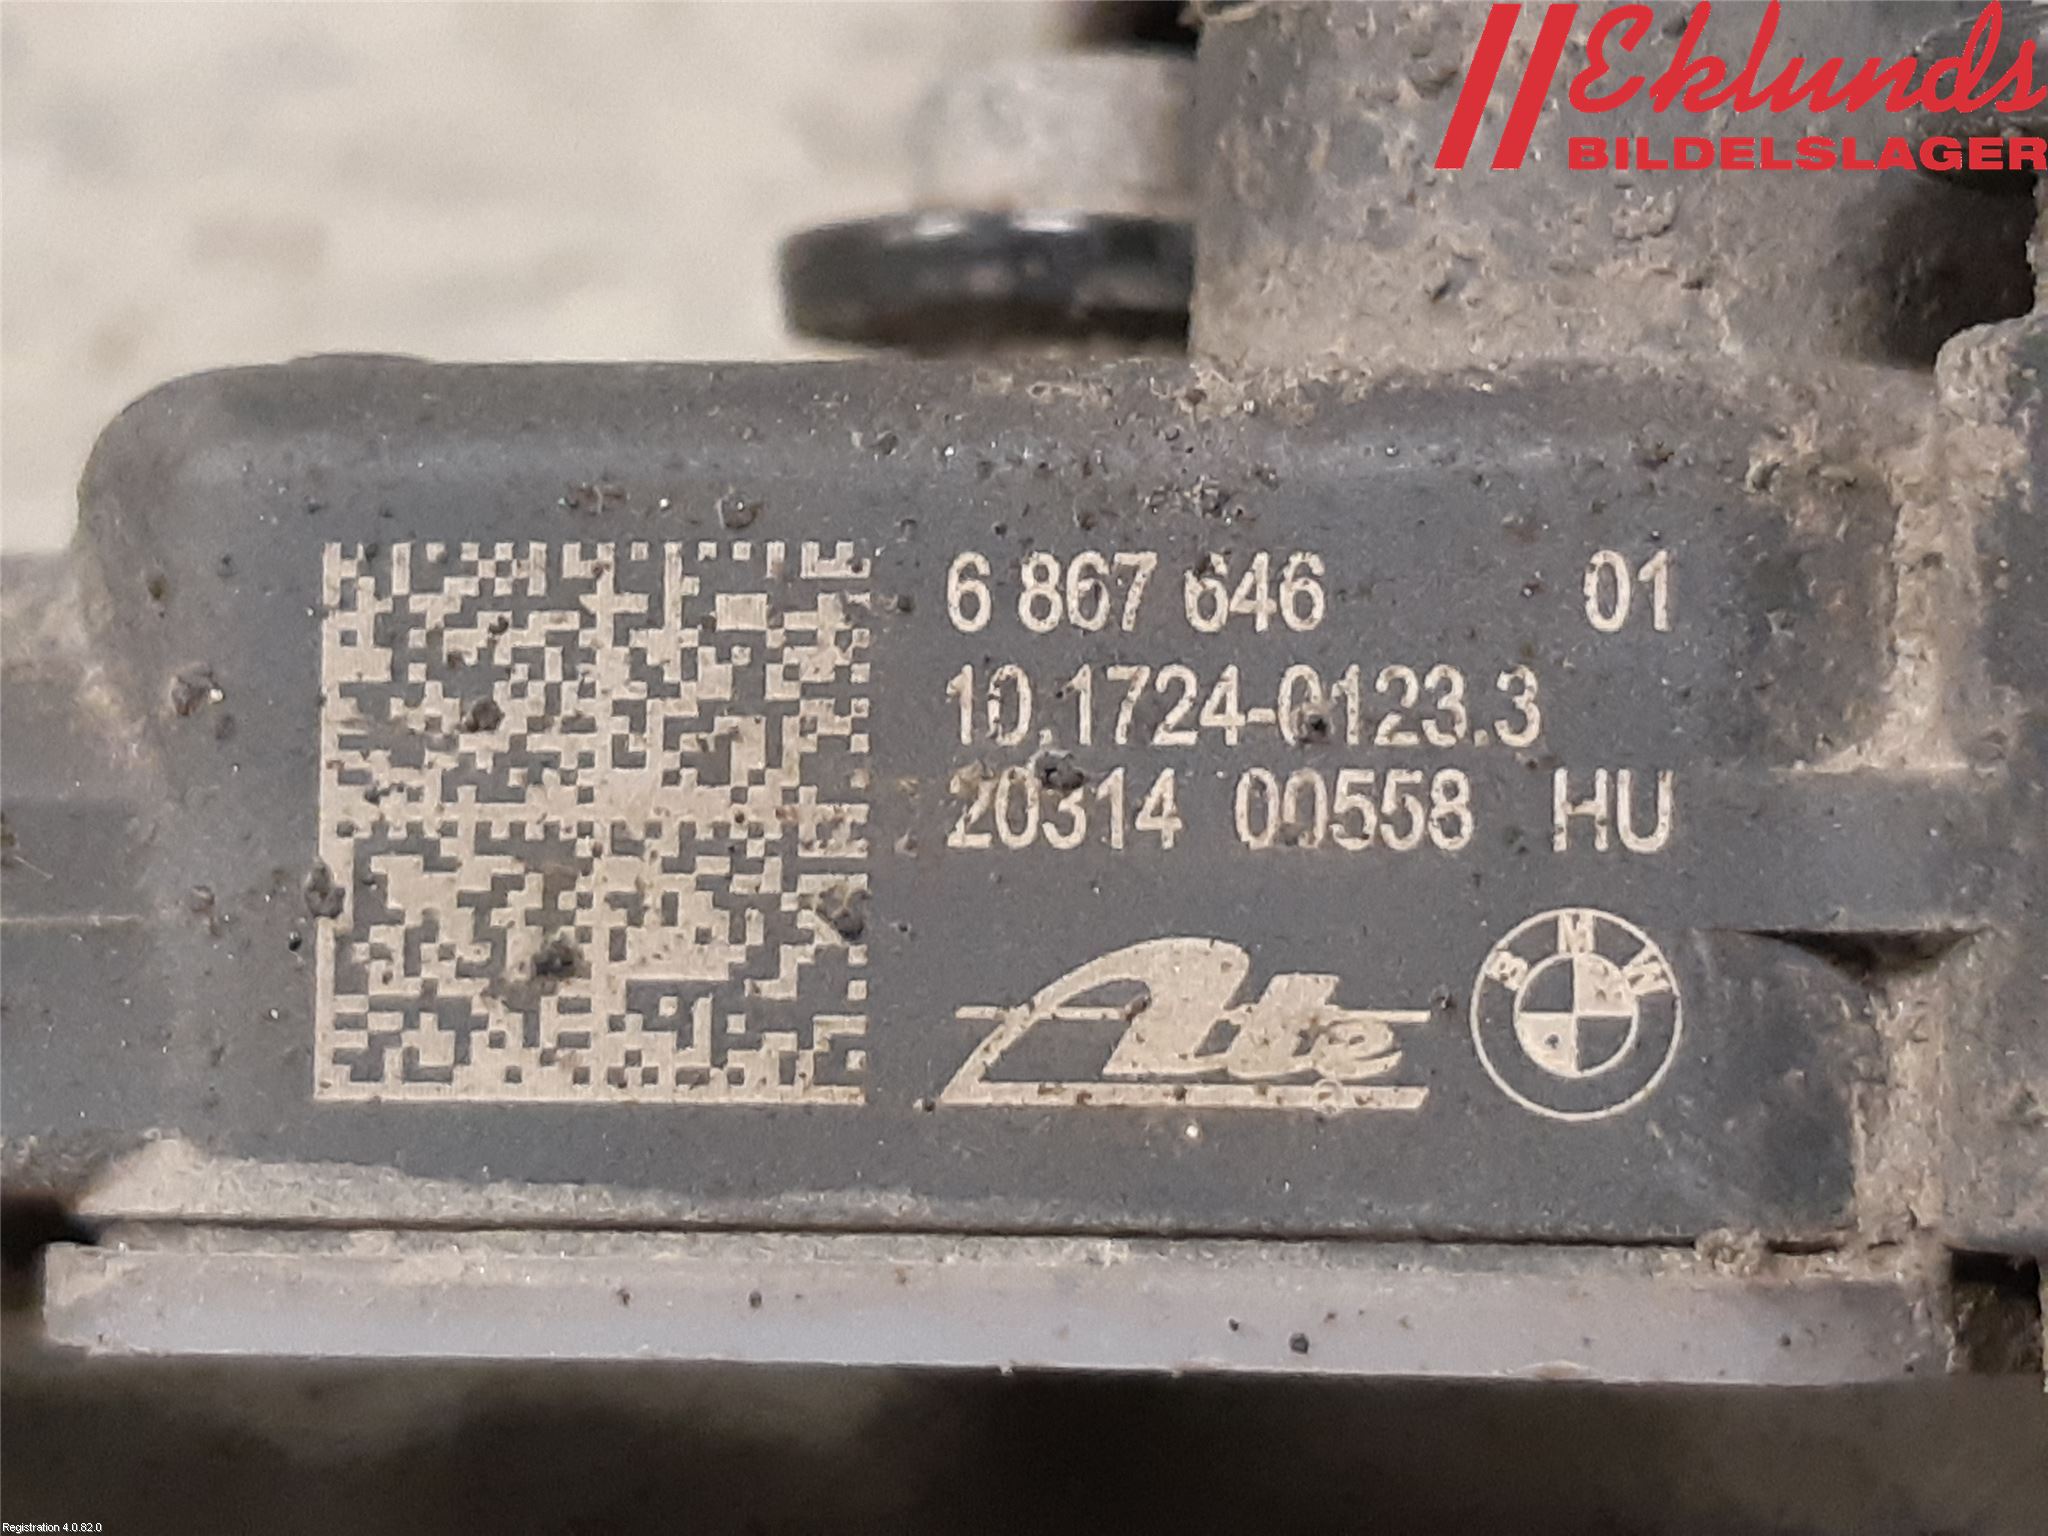 Eklunds
BILDELSLAGER
6 867 646 01
10.1724-0123.3
20314 00558 HU
Ate
BMW
Registration 4.0.82.0